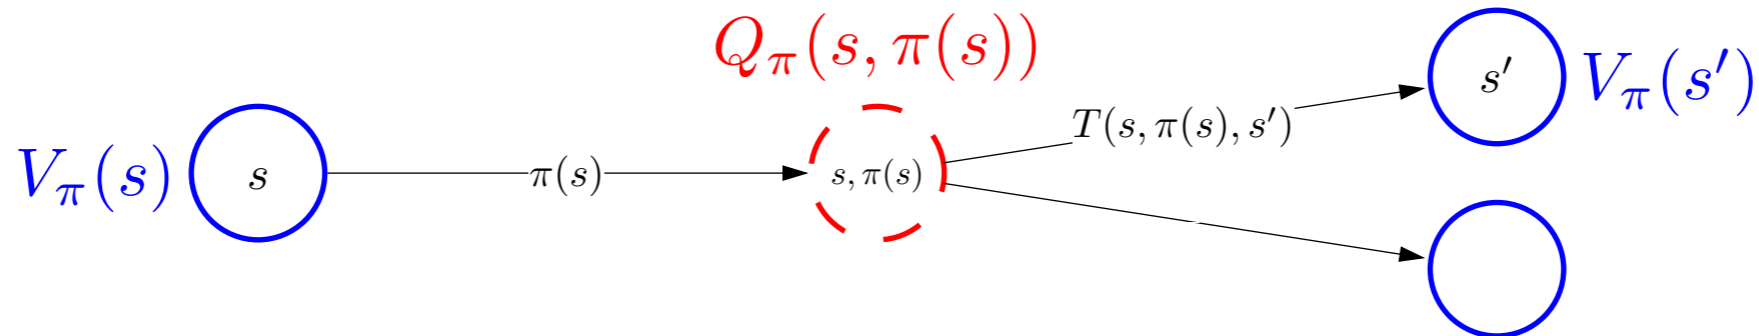 Q_π(s, π(s))
V_π(s)
s
π(s)
s, π(s)
T(s, π(s), s′)
s′
V_π(s′)